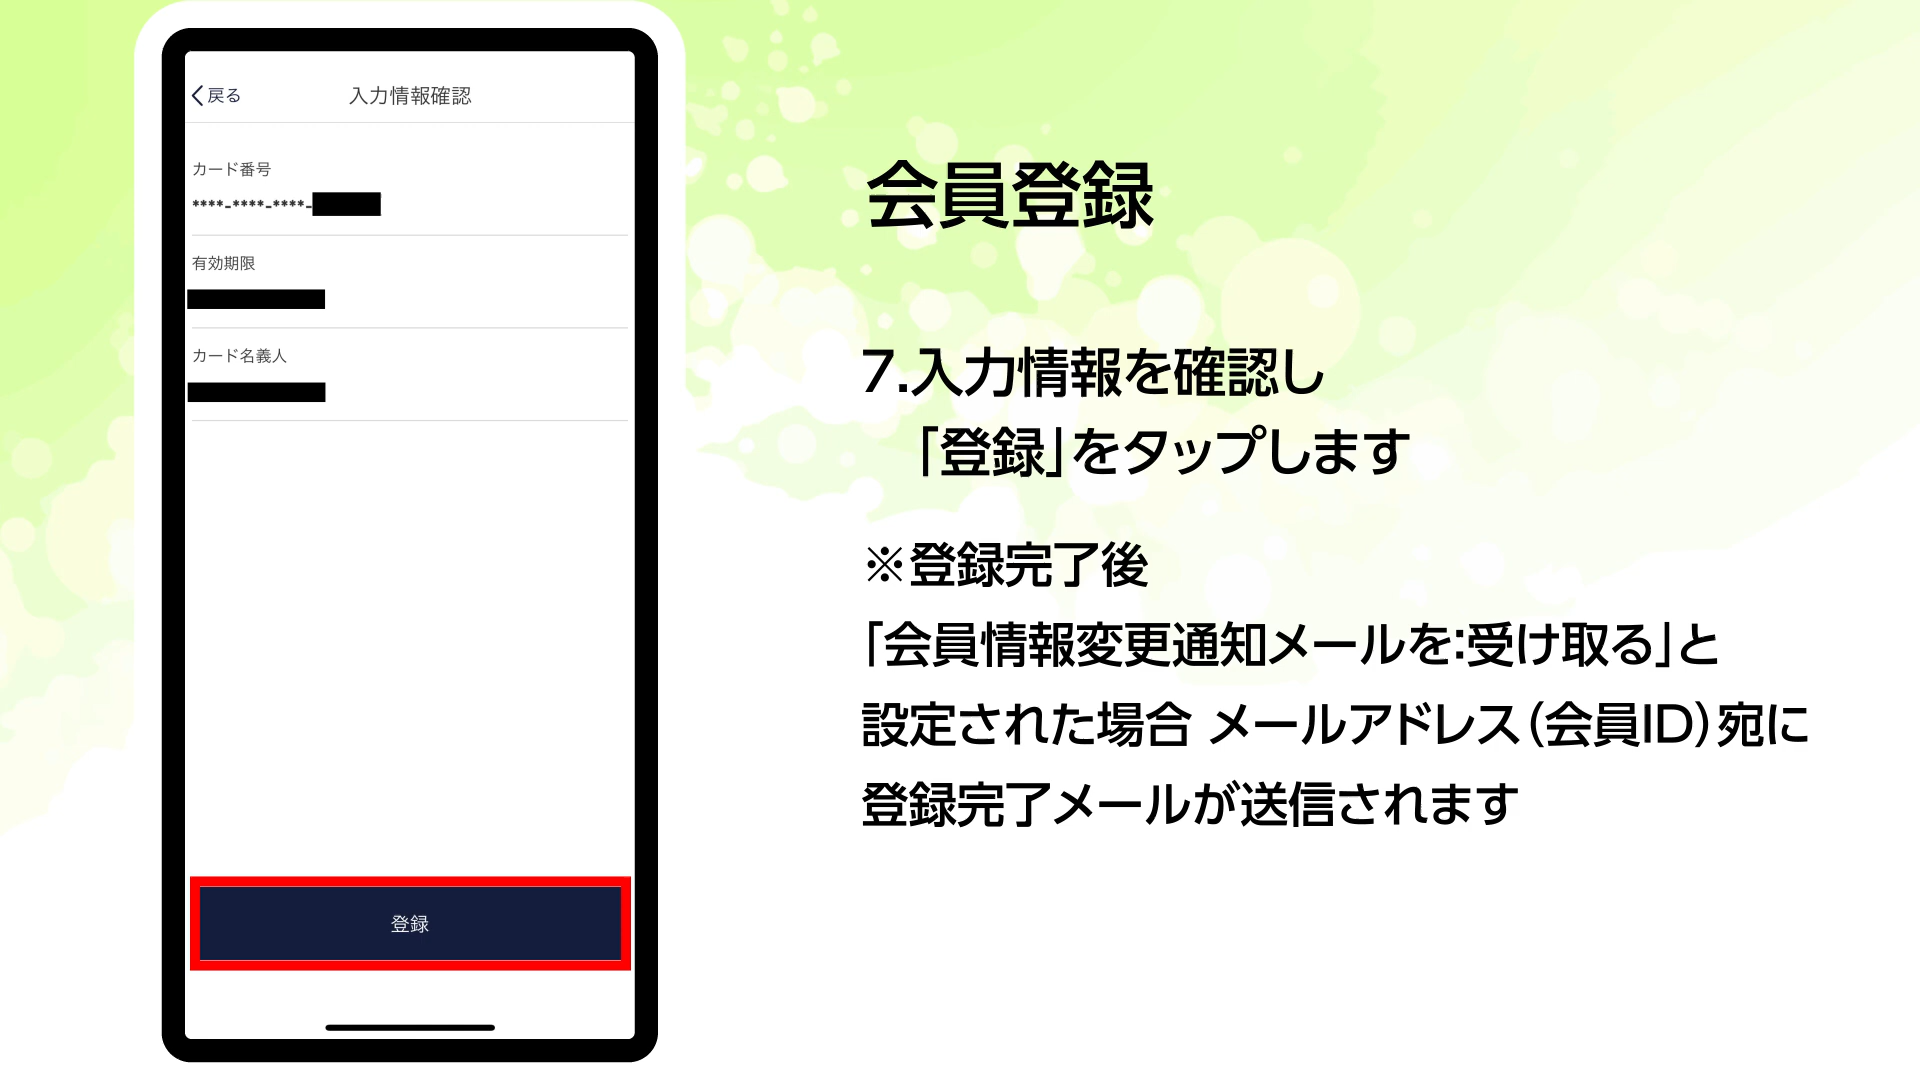 戻る
入力情報確認
カード番号
****-****-****-
有効期限
カード名義人
登録
会員登録
7.入力情報を確認し
「登録」をタップします
※登録完了後
「会員情報変更通知メールを:受け取る」と
設定された場合 メールアドレス(会員ID)宛に
登録完了メールが送信されます